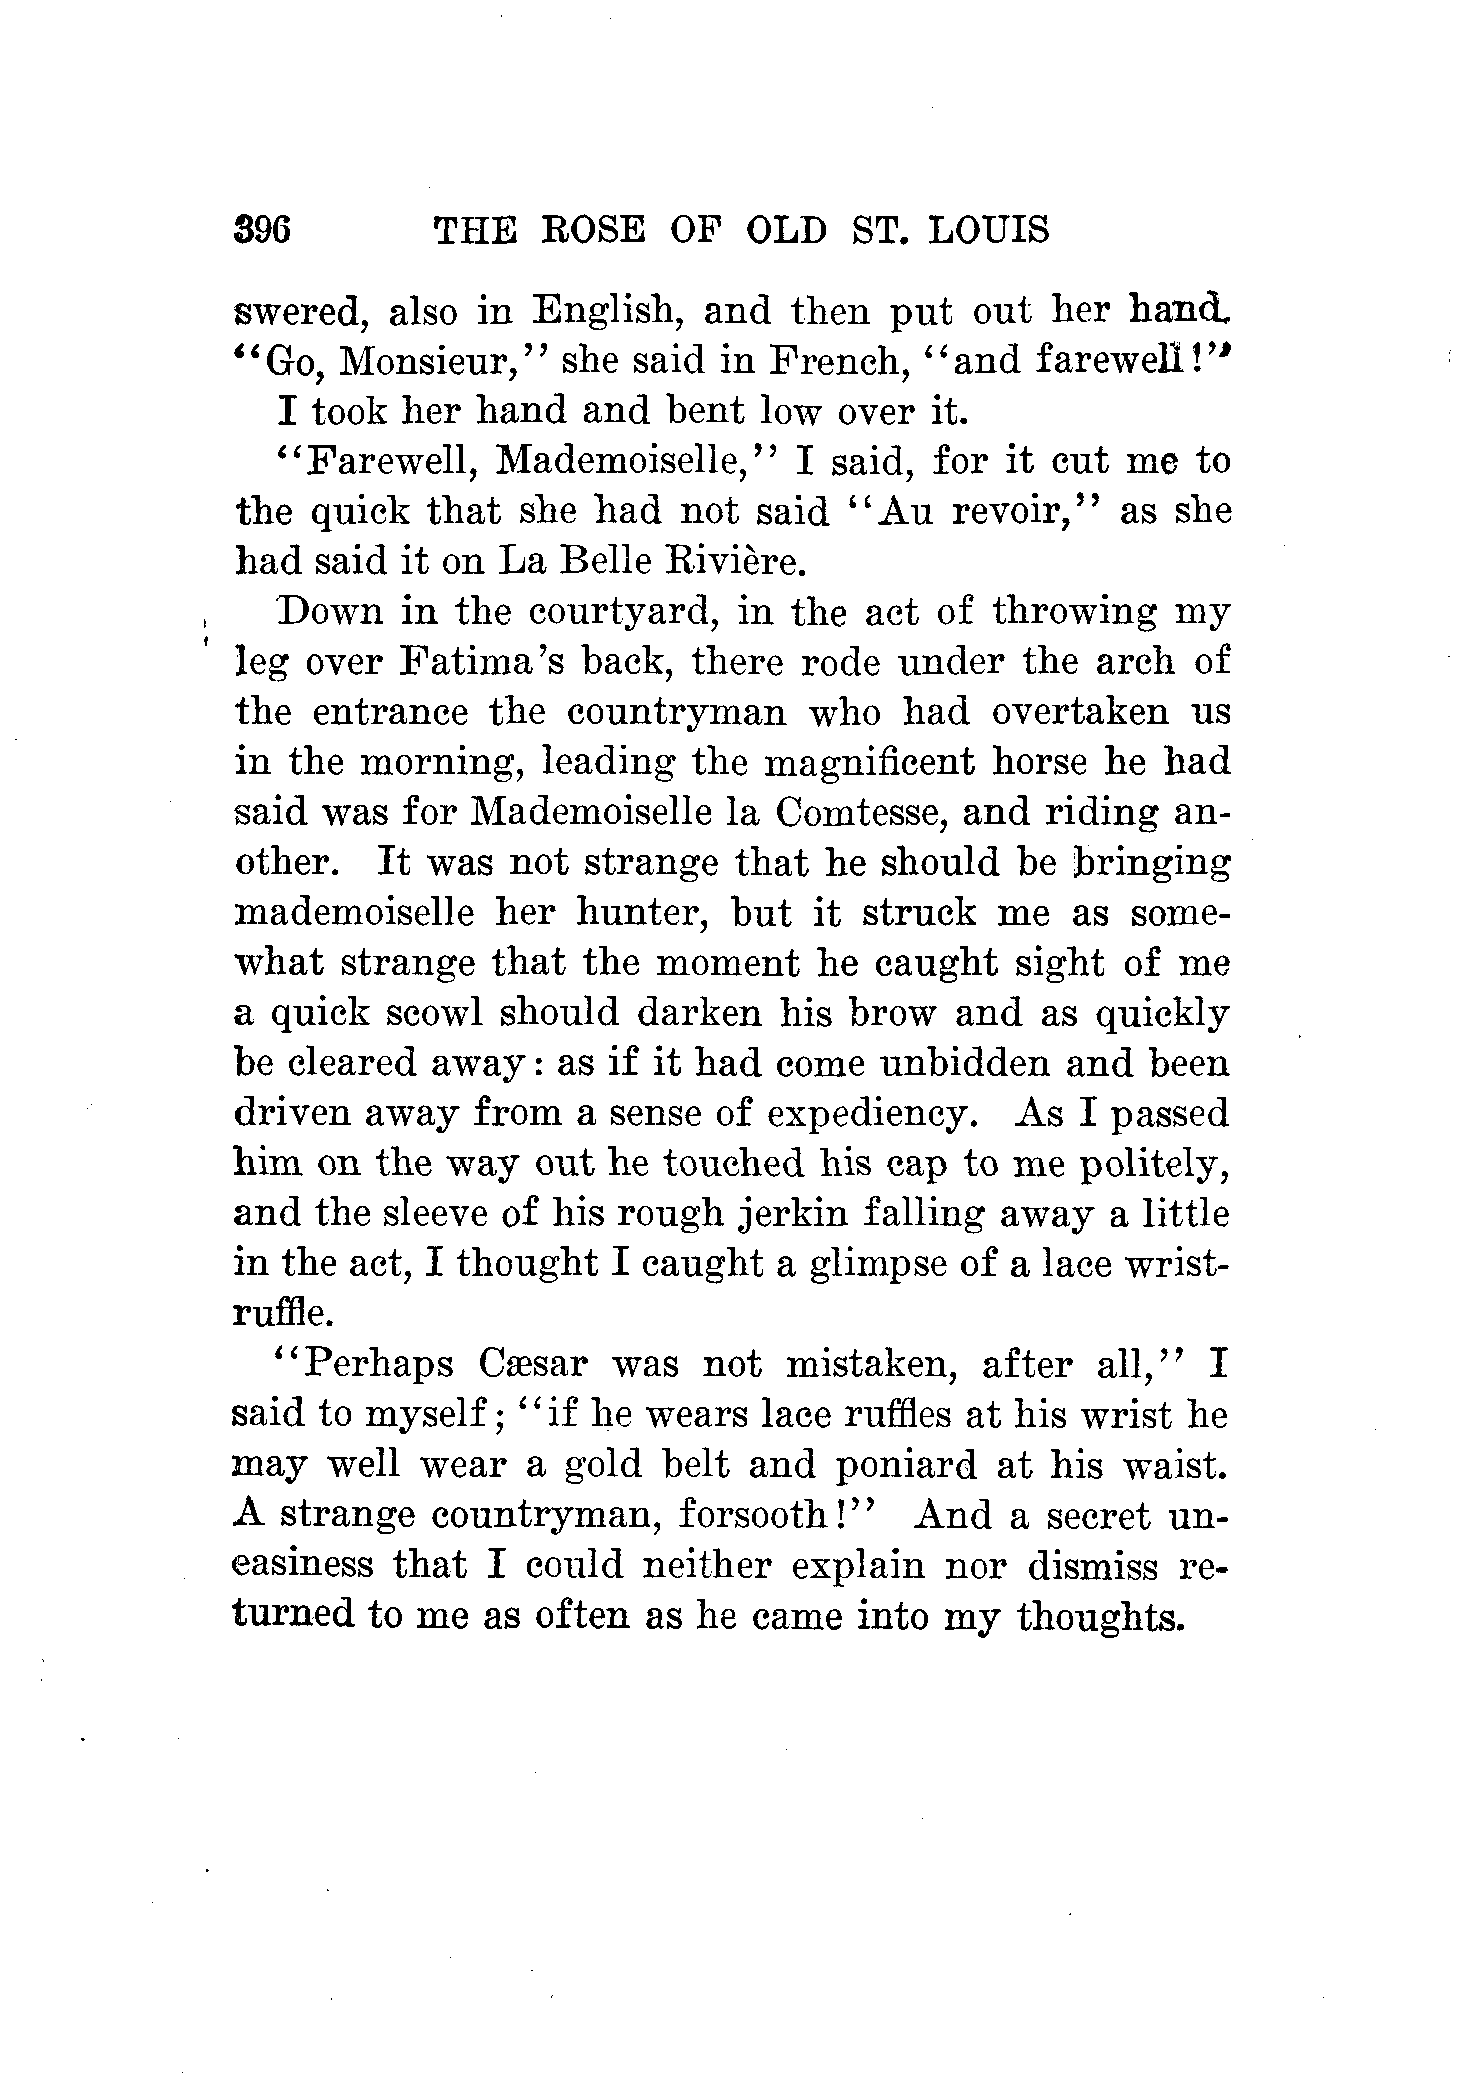 396 THE ROSE OF OLD ST. LOUIS
swered, also in English, and then put out her hand.
“Go, Monsieur,” she said in French, “and farewell!”
I took her hand and bent low over it.
“Farewell, Mademoiselle,” I said, for it cut me to
the quick that she had not said “Au revoir,” as she
had said it on La Belle Rivière.
Down in the courtyard, in the act of throwing my
leg over Fatima’s back, there rode under the arch of
the entrance the countryman who had overtaken us
in the morning, leading the magnificent horse he had
said was for Mademoiselle la Comtesse, and riding an-
other. It was not strange that he should be bringing
mademoiselle her hunter, but it struck me as some-
what strange that the moment he caught sight of me
a quick scowl should darken his brow and as quickly
be cleared away: as if it had come unbidden and been
driven away from a sense of expediency. As I passed
him on the way out he touched his cap to me politely,
and the sleeve of his rough jerkin falling away a little
in the act, I thought I caught a glimpse of a lace wrist-
ruffle.
“Perhaps Cæsar was not mistaken, after all,” I
said to myself; “if he wears lace ruffles at his wrist he
may well wear a gold belt and poniard at his waist.
A strange countryman, forsooth!” And a secret un-
easiness that I could neither explain nor dismiss re-
turned to me as often as he came into my thoughts.